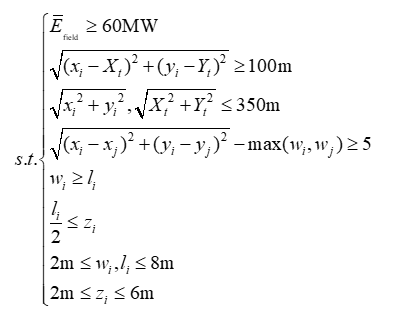 s.t.
E̅_field ≥ 60MW
√((x_i − X_t)² + (y_i − Y_t)²) ≥ 100m
√(x_i² + y_i²), √(X_t² + Y_t²) ≤ 350m
√((x_i − x_j)² + (y_i − y_j)²) − max(w_i, w_j) ≥ 5
w_i ≥ l_i
l_i/2 ≤ z_i
2m ≤ w_i, l_i ≤ 8m
2m ≤ z_i ≤ 6m